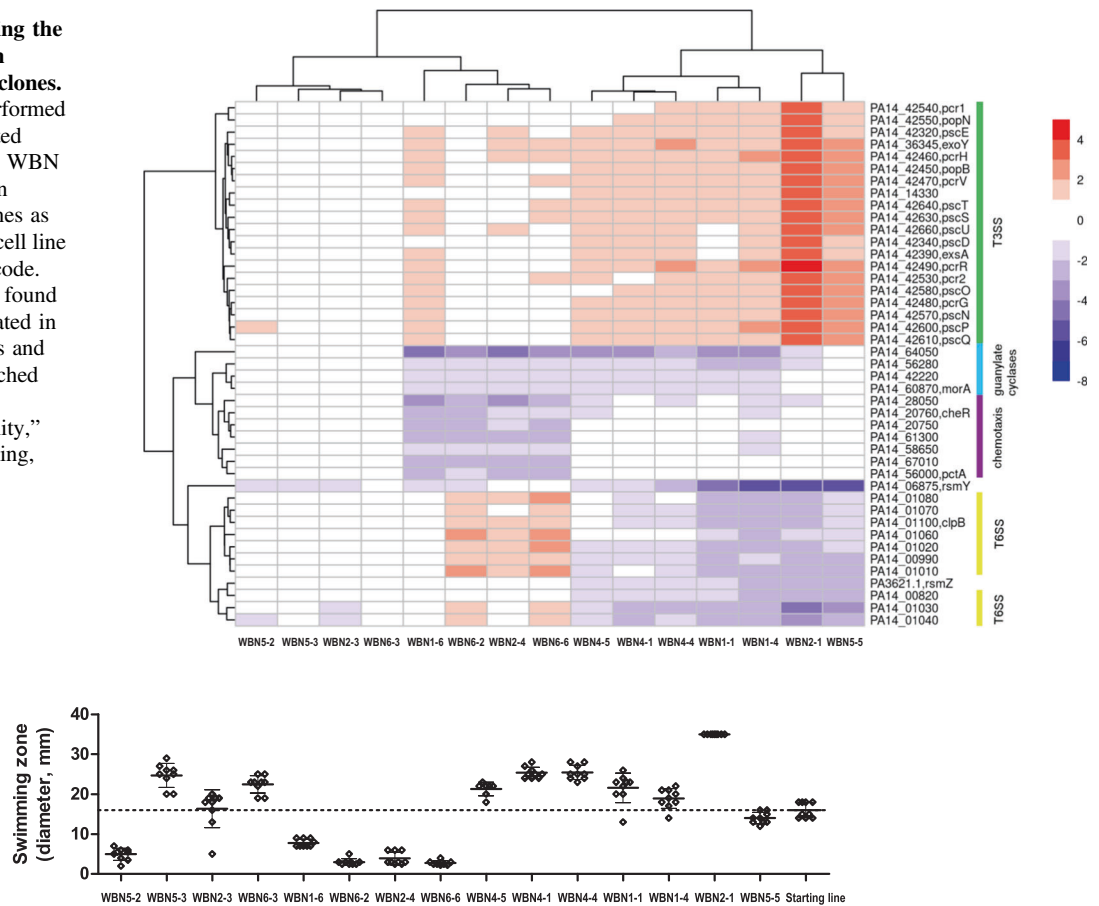 ing the
n
clones.
rformed
ted
WBN
n
nes as
cell line
code.
found
ated in
s and
ched
ity,”
ing,
PA14_42540,pcr1
PA14_42550,popN
PA14_42320,pscE
PA14_36345,exoY
PA14_42460,pcrH
PA14_42450,popB
PA14_42470,pcrV
PA14_14330
PA14_42640,pscT
PA14_42630,pscS
PA14_42660,pscU
PA14_42340,pscD
PA14_42390,exsA
PA14_42490,pcrR
PA14_42530,pcr2
PA14_42580,pscO
PA14_42480,pcrG
PA14_42570,pscN
PA14_42600,pscP
PA14_42610,pscQ
PA14_64050
PA14_56280
PA14_42220
PA14_60870,morA
PA14_28050
PA14_20760,cheR
PA14_20750
PA14_61300
PA14_58650
PA14_67010
PA14_56000,pctA
PA14_06875,rsmY
PA14_01080
PA14_01070
PA14_01100,clpB
PA14_01060
PA14_01020
PA14_00990
PA14_01010
PA3621.1,rsmZ
PA14_00820
PA14_01030
PA14_01040
T3SS
guanylate
cyclases
chemotaxis
T6SS
T6SS
4
2
0
-2
-4
-6
-8
WBN5-2 WBN5-3 WBN2-3 WBN6-3 WBN1-6 WBN6-2 WBN2-4 WBN6-6 WBN4-5 WBN4-1 WBN4-4 WBN1-1 WBN1-4 WBN2-1 WBN5-5
Swimming zone
(diameter, mm)
40
30
20
10
0
WBN5-2 WBN5-3 WBN2-3 WBN6-3 WBN1-6 WBN6-2 WBN2-4 WBN6-6 WBN4-5 WBN4-1 WBN4-4 WBN1-1 WBN1-4 WBN2-1 WBN5-5 Starting line